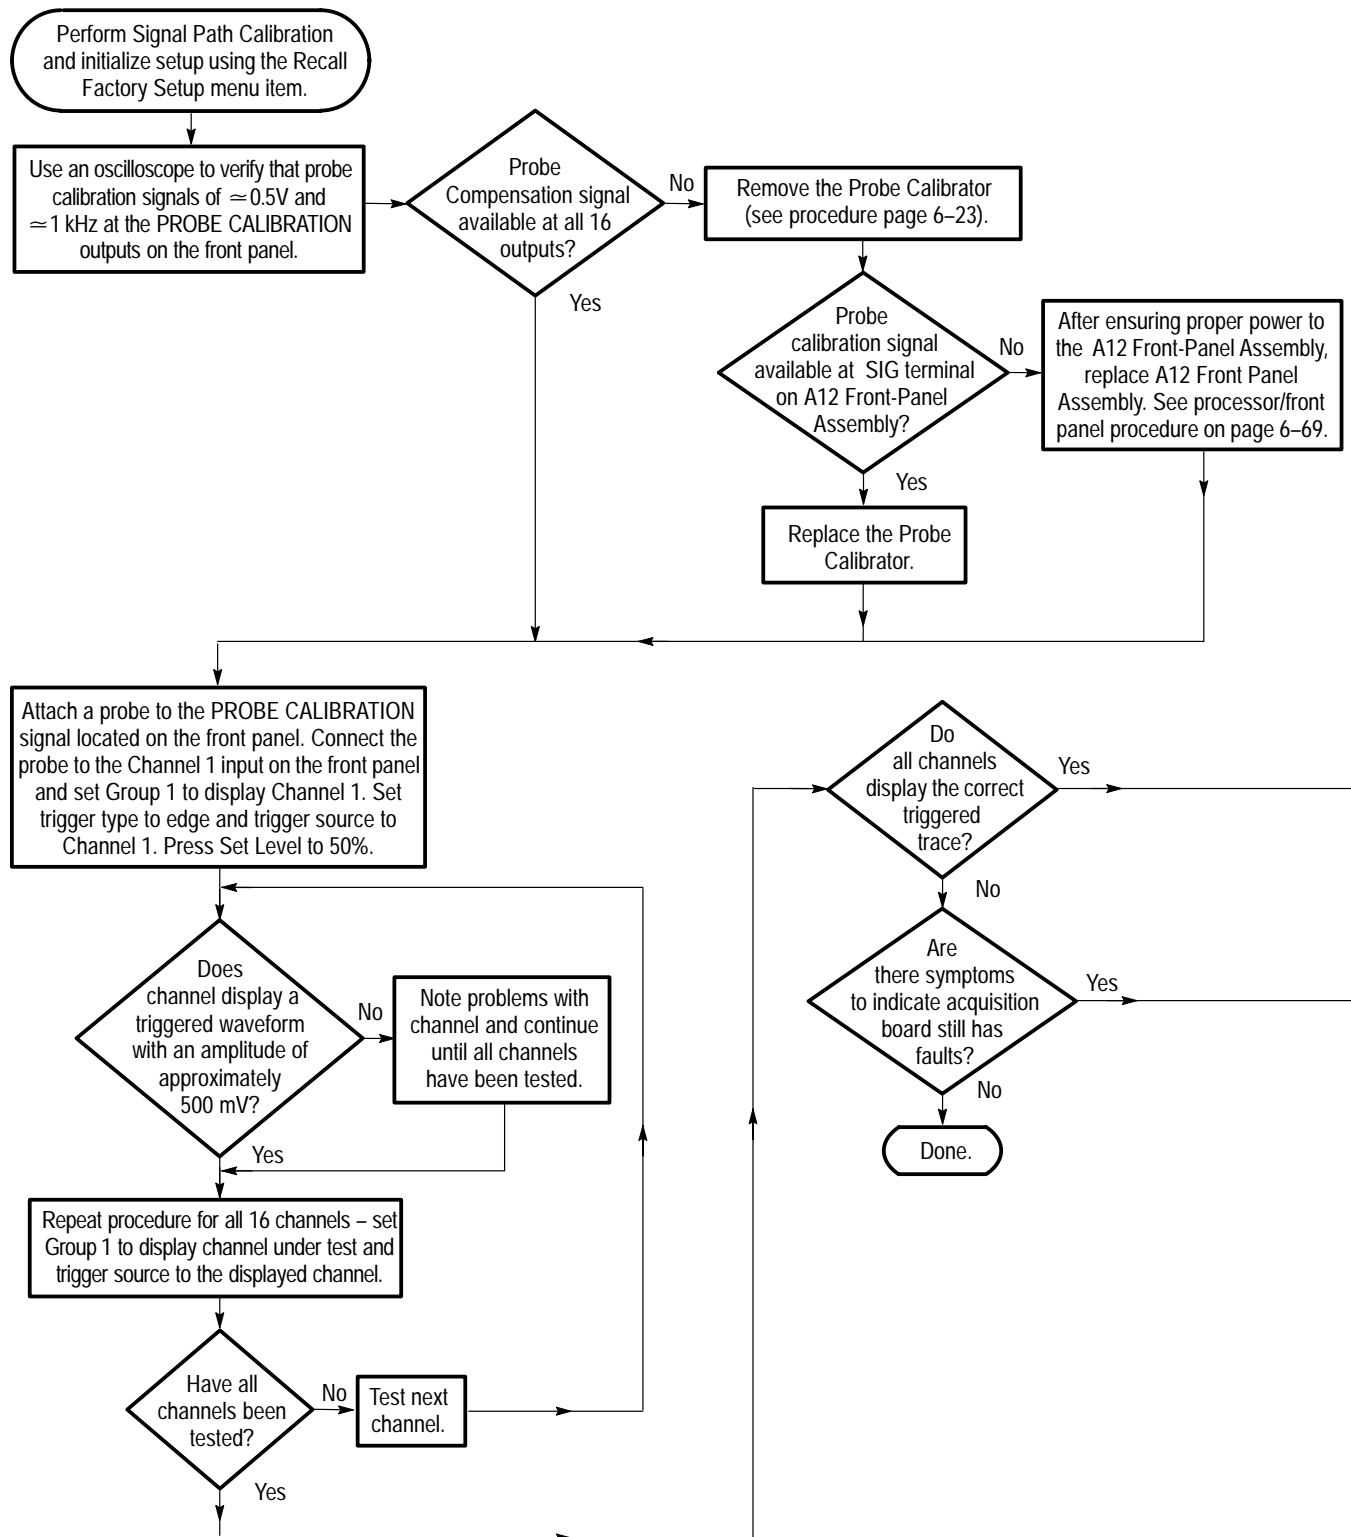 Perform Signal Path Calibration
and initialize setup using the Recall
Factory Setup menu item.
Use an oscilloscope to verify that probe
calibration signals of ≃0.5V and
≃1 kHz at the PROBE CALIBRATION
outputs on the front panel.
Probe
Compensation signal
available at all 16
outputs?
No
Yes
Remove the Probe Calibrator
(see procedure page 6–23).
Probe
calibration signal
available at SIG terminal
on A12 Front-Panel
Assembly?
No
Yes
After ensuring proper power to
the A12 Front-Panel Assembly,
replace A12 Front Panel
Assembly. See processor/front
panel procedure on page 6–69.
Replace the Probe
Calibrator.
Attach a probe to the PROBE CALIBRATION
signal located on the front panel. Connect the
probe to the Channel 1 input on the front panel
and set Group 1 to display Channel 1. Set
trigger type to edge and trigger source to
Channel 1. Press Set Level to 50%.
Does
channel display a
triggered waveform
with an amplitude of
approximately
500 mV?
No
Yes
Note problems with
channel and continue
until all channels
have been tested.
Repeat procedure for all 16 channels – set
Group 1 to display channel under test and
trigger source to the displayed channel.
Have all
channels been
tested?
No
Yes
Test next
channel.
Do
all channels
display the correct
triggered
trace?
Yes
No
Are
there symptoms
to indicate acquisition
board still has
faults?
Yes
No
Done.